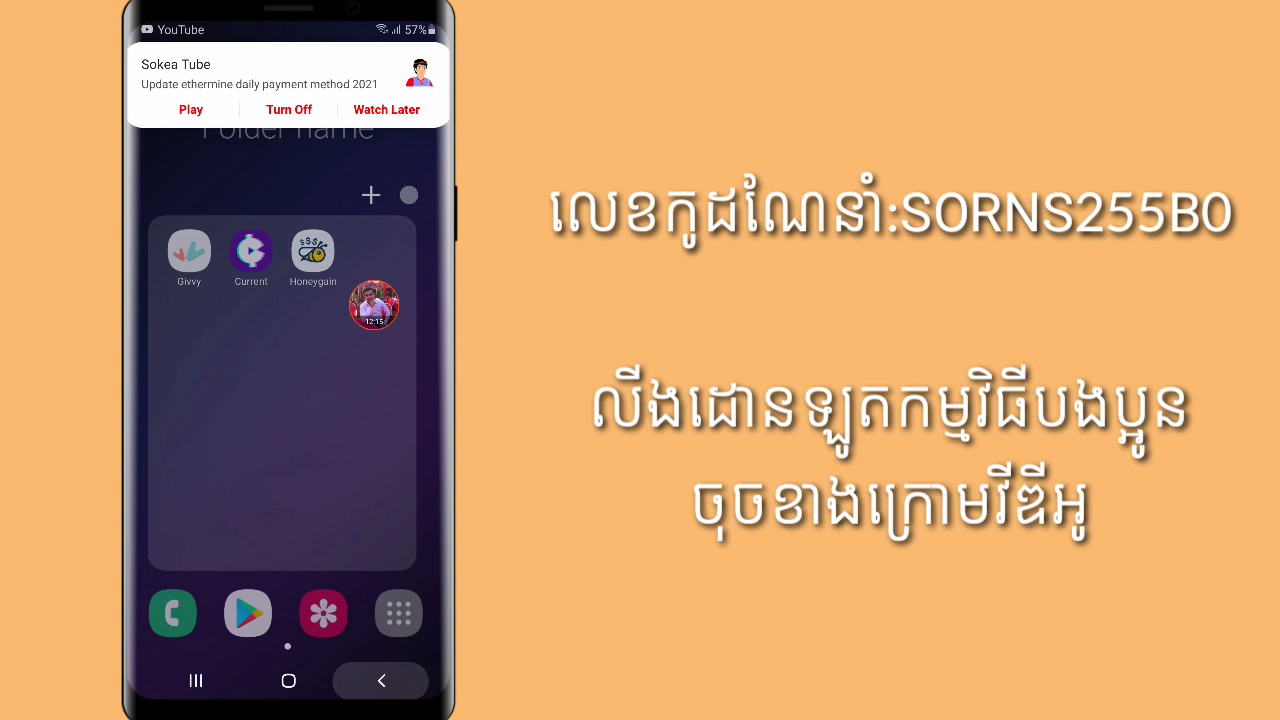 YouTube
57%
Sokea Tube
Update ethermine daily payment method 2021
Play
Turn Off
Watch Later
Folder name
$$$
Givvy
Current
Honeygain
12:15
លេខកូដណែនាំ:SORNS255B0
លីងដោនឡូតកម្មវិធីបងប្អូន
ចុចខាងក្រោមវីឌីអូ